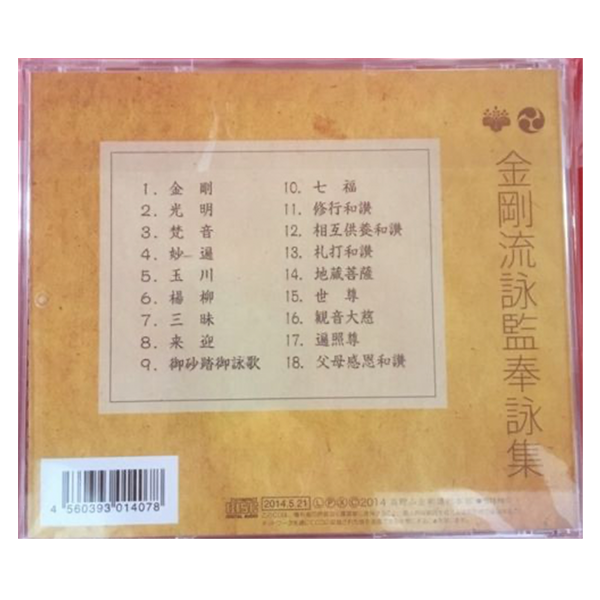 金剛流詠監奉詠集
1. 金剛
2. 光明
3. 梵音
4. 妙遍
5. 玉川
6. 楊柳
7. 三昧
8. 来迎
9. 御砂踏御詠歌
10. 七福
11. 修行和讃
12. 相互供養和讃
13. 札打和讃
14. 地蔵菩薩
15. 世尊
16. 観音大慈
17. 遍照尊
18. 父母感恩和讃
4 560393 014078
DISC DIGITAL AUDIO 2014.5.21 Ⓛ Ⓟ Ⓧ Ⓒ2014